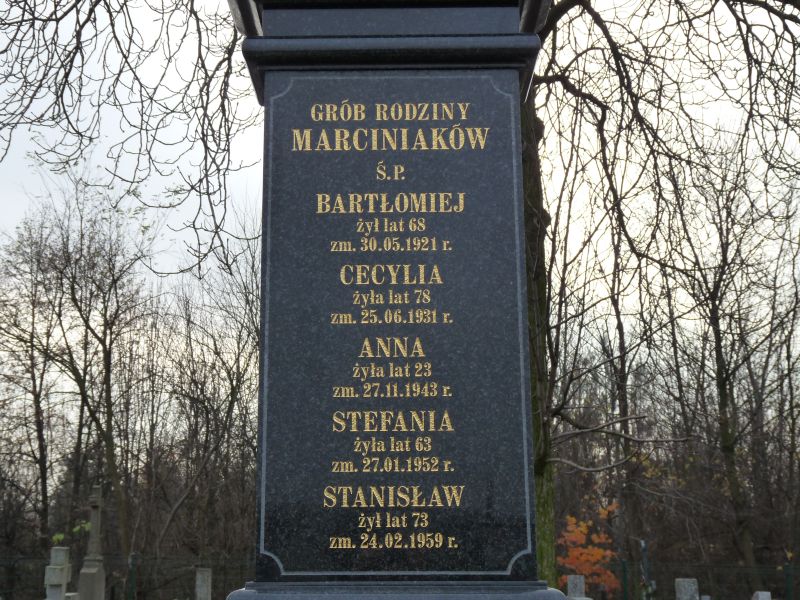 GRÓB RODZINY
MARCINIAKÓW
Ś.P.
BARTŁOMIEJ
żył lat 68
zm. 30.05.1921 r.
CECYLIA
żyła lat 78
zm. 25.06.1931 r.
ANNA
żyła lat 23
zm. 27.11.1943 r.
STEFANIA
żyła lat 63
zm. 27.01.1952 r.
STANISŁAW
żył lat 73
zm. 24.02.1959 r.